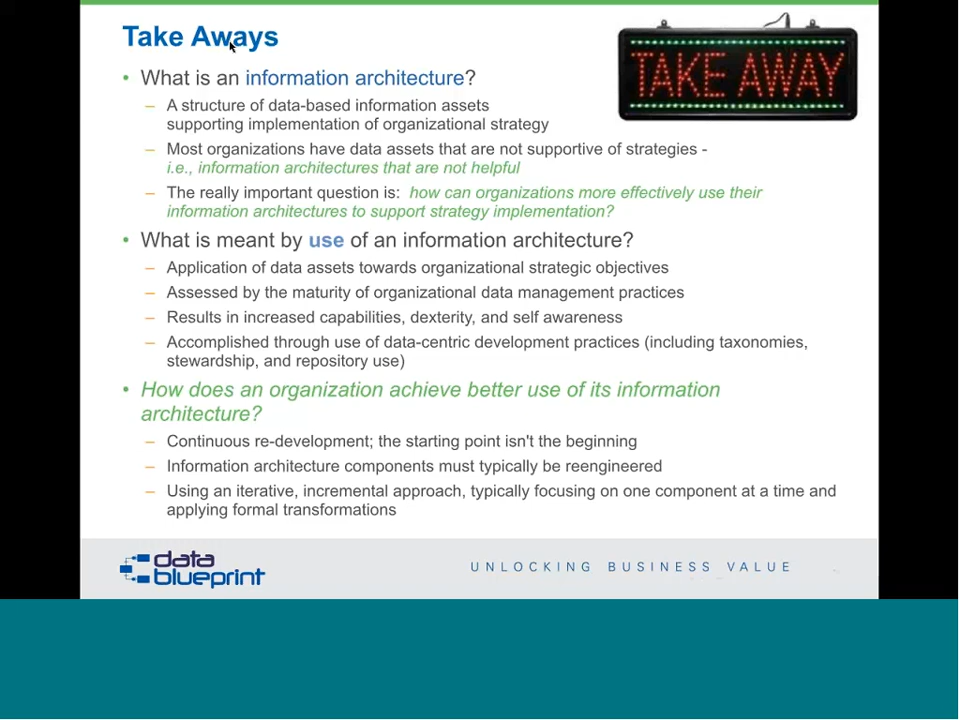 Take Aways
TAKE AWAY
• What is an information architecture?
– A structure of data-based information assets
supporting implementation of organizational strategy
– Most organizations have data assets that are not supportive of strategies -
i.e., information architectures that are not helpful
– The really important question is: how can organizations more effectively use their
information architectures to support strategy implementation?
• What is meant by use of an information architecture?
– Application of data assets towards organizational strategic objectives
– Assessed by the maturity of organizational data management practices
– Results in increased capabilities, dexterity, and self awareness
– Accomplished through use of data-centric development practices (including taxonomies,
stewardship, and repository use)
• How does an organization achieve better use of its information
architecture?
– Continuous re-development; the starting point isn't the beginning
– Information architecture components must typically be reengineered
– Using an iterative, incremental approach, typically focusing on one component at a time and
applying formal transformations
data
blueprint
UNLOCKING BUSINESS VALUE